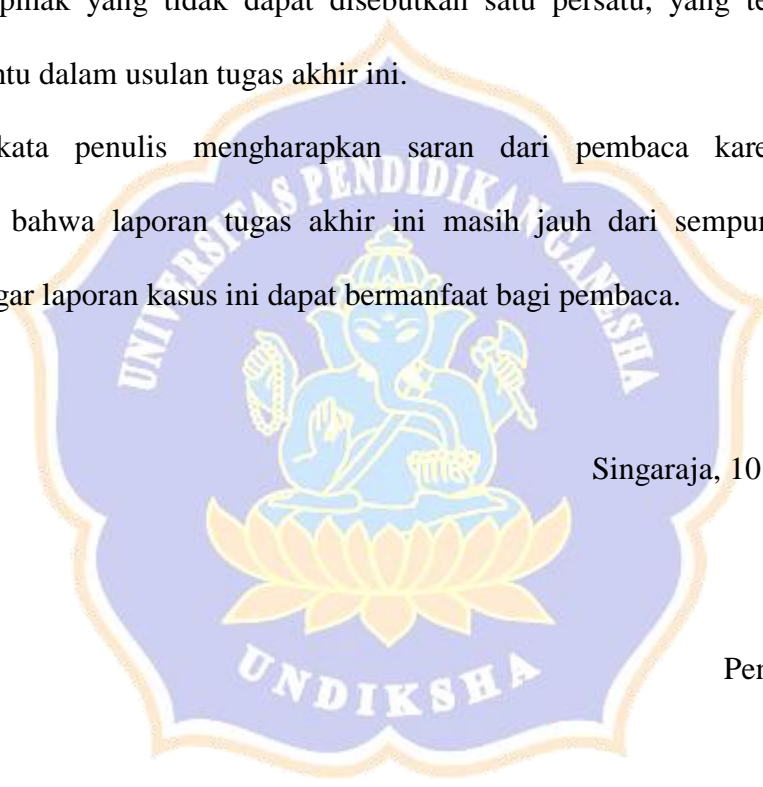 pihak yang tidak dapat disebutkan satu persatu, yang
ntu dalam usulan tugas akhir ini.
kata penulis mengharapkan saran dari pembaca kare
bahwa laporan tugas akhir ini masih jauh dari sempur
gar laporan kasus ini dapat bermanfaat bagi pembaca.
UNIVERSITAS PENDIDIKAN GANESHA
Singaraja, 10
Pen
UNDIKSHA